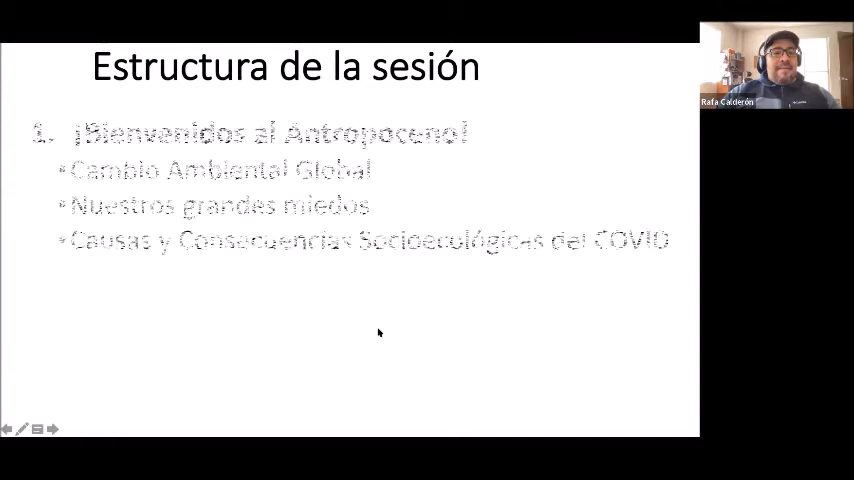 Estructura de la sesión
1. ¡Bienvenidos al Antropoceno!
•Cambio Ambiental Global
•Nuestros grandes miedos
•Causas y Consecuencias Socioecológicas del COVID
Rafa Calderón